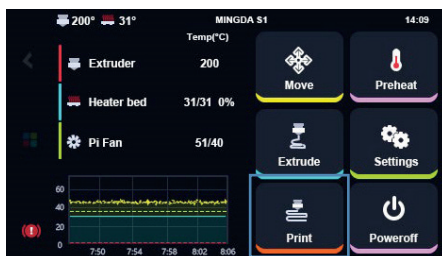 200° 31° MINGDA S1 14:09
Temp(°C)
Extruder 200
Heater bed 31/31 0%
Pi Fan 51/40
Move
Preheat
Extrude
Settings
Print
Poweroff
60
40
20
0
7:50 7:54 7:58 8:02 8:06